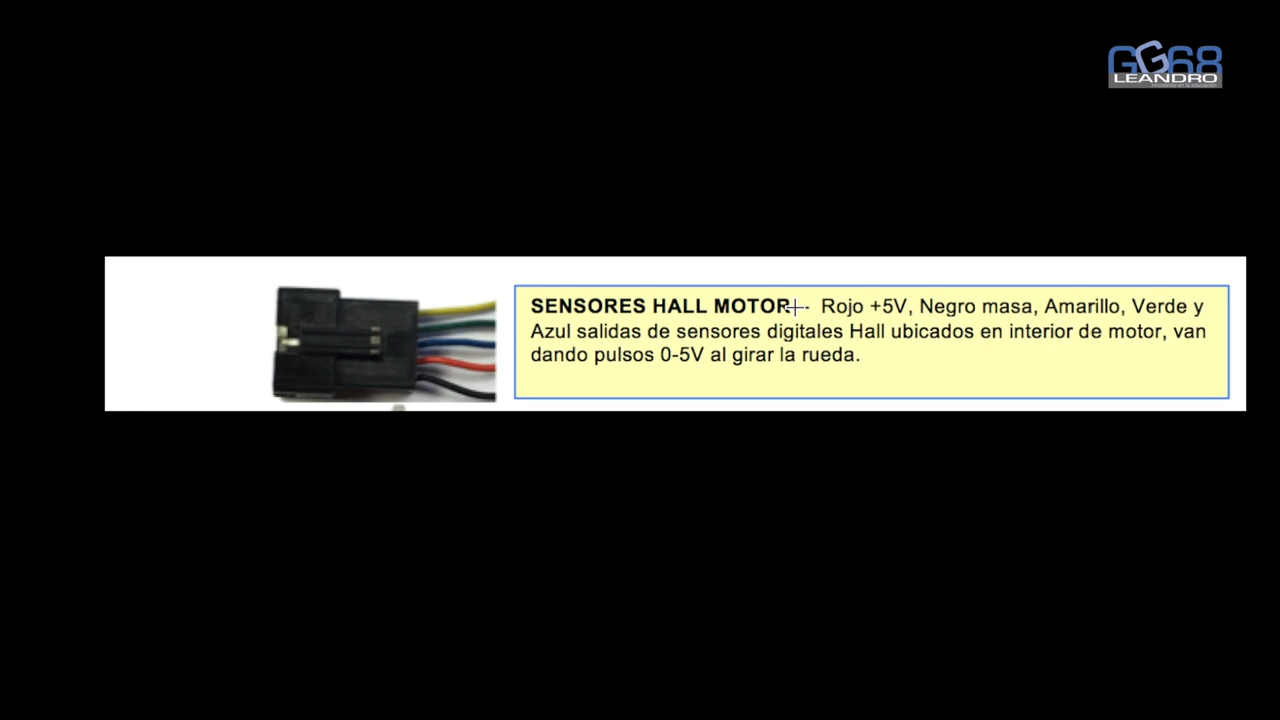 GG68
LEANDRO
SENSORES HALL MOTOR - Rojo +5V, Negro masa, Amarillo, Verde y
Azul salidas de sensores digitales Hall ubicados en interior de motor, van
dando pulsos 0-5V al girar la rueda.